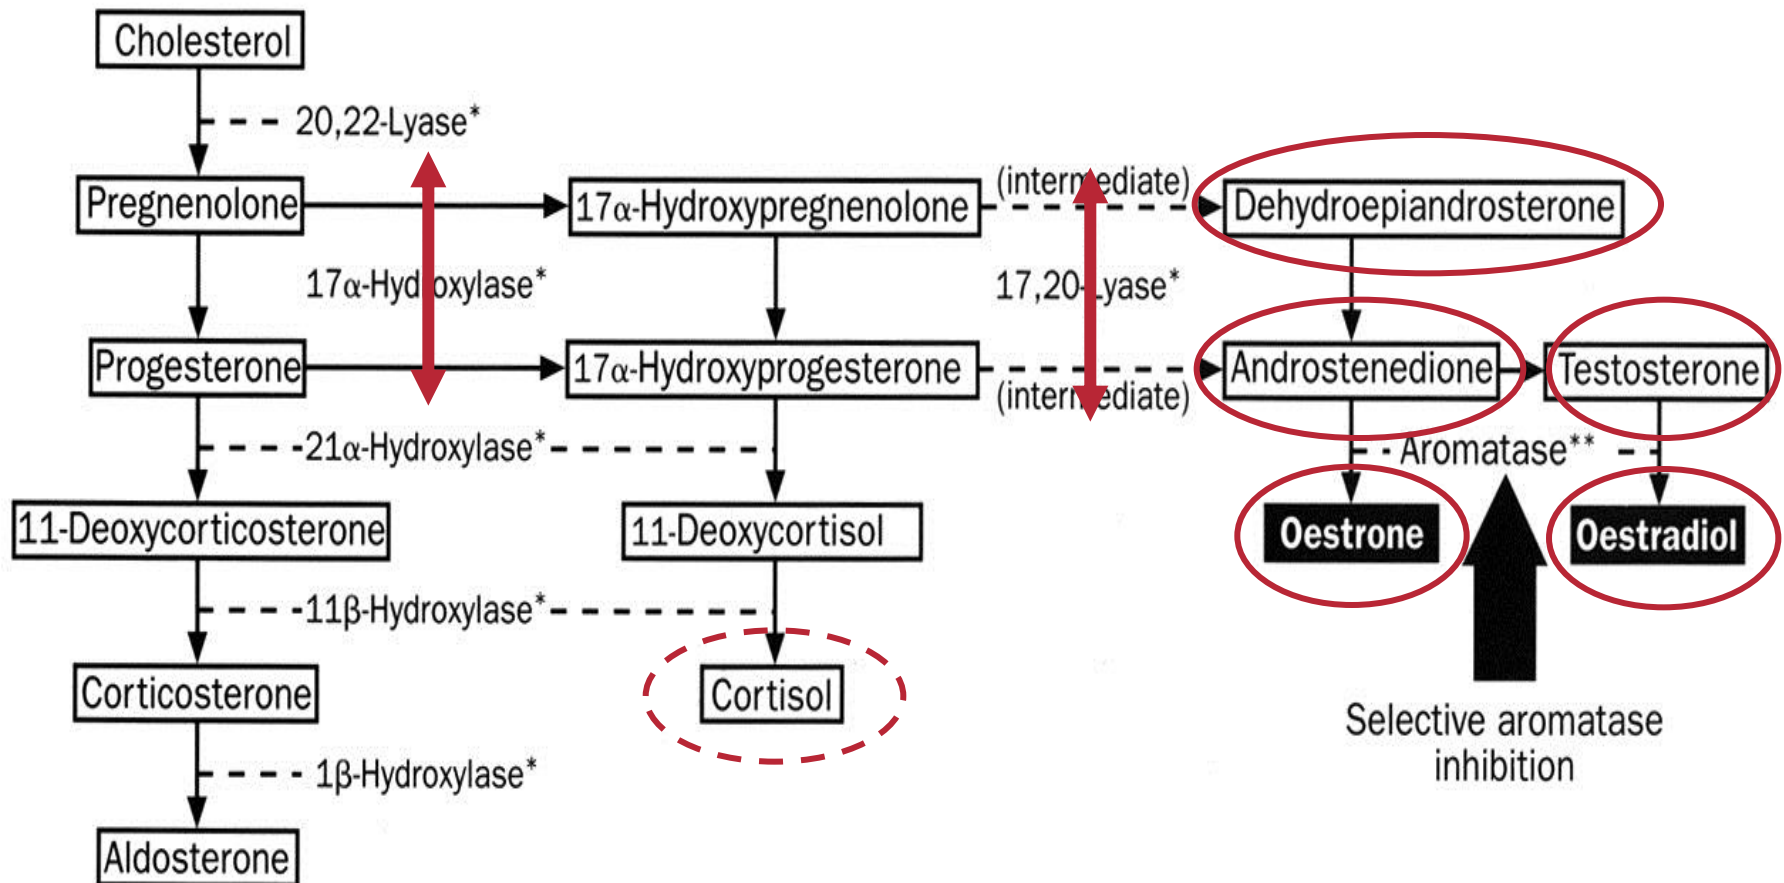 Cholesterol
20,22-Lyase*
Pregnenolone
17α-Hydroxypregnenolone
(intermediate)
Dehydroepiandrosterone
17α-Hydroxylase*
17,20-Lyase*
Progesterone
17α-Hydroxyprogesterone
(intermediate)
Androstenedione
Testosterone
21α-Hydroxylase*
Aromatase**
11-Deoxycorticosterone
11-Deoxycortisol
Oestrone
Oestradiol
11β-Hydroxylase*
Corticosterone
Cortisol
Selective aromatase
inhibition
1β-Hydroxylase*
Aldosterone